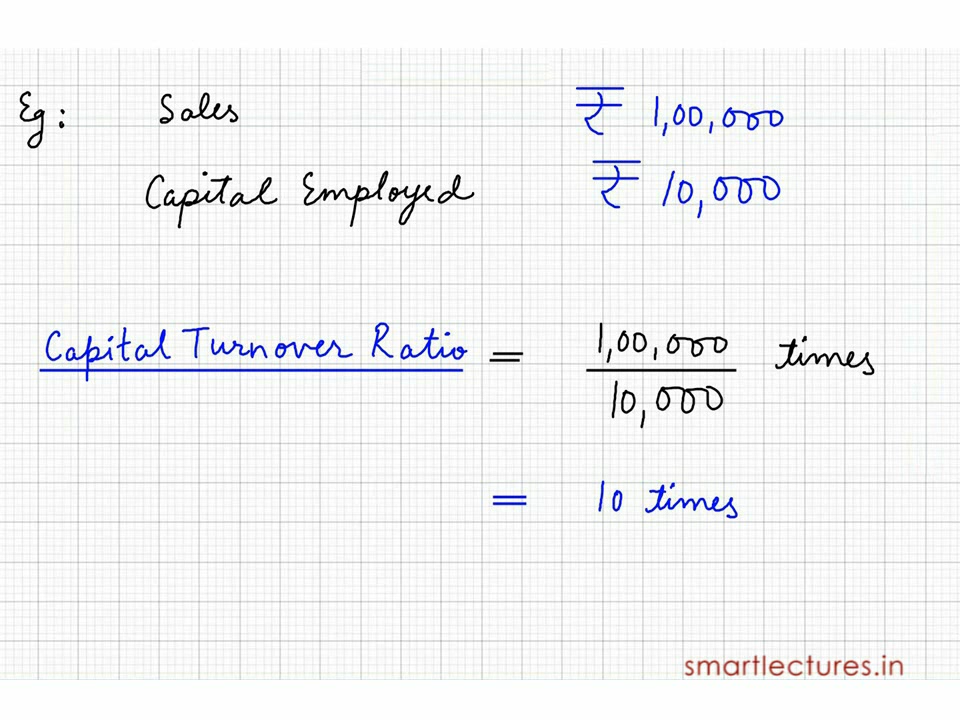 Eg: Sales ₹ 1,00,000
Capital Employed ₹ 10,000
Capital Turnover Ratio = 1,00,000 times
10,000
= 10 times
smartlectures.in